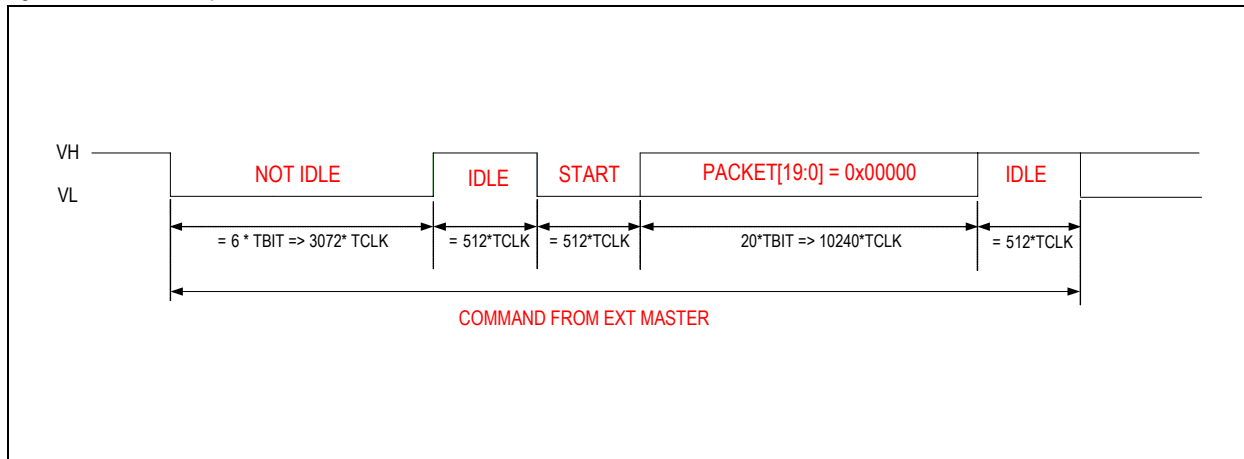 VH
NOT IDLE
IDLE
START
PACKET[19:0] = 0x00000
IDLE
VL
= 6 * TBIT => 3072* TCLK
= 512*TCLK
= 512*TCLK
20*TBIT => 10240*TCLK
= 512*TCLK
COMMAND FROM EXT MASTER